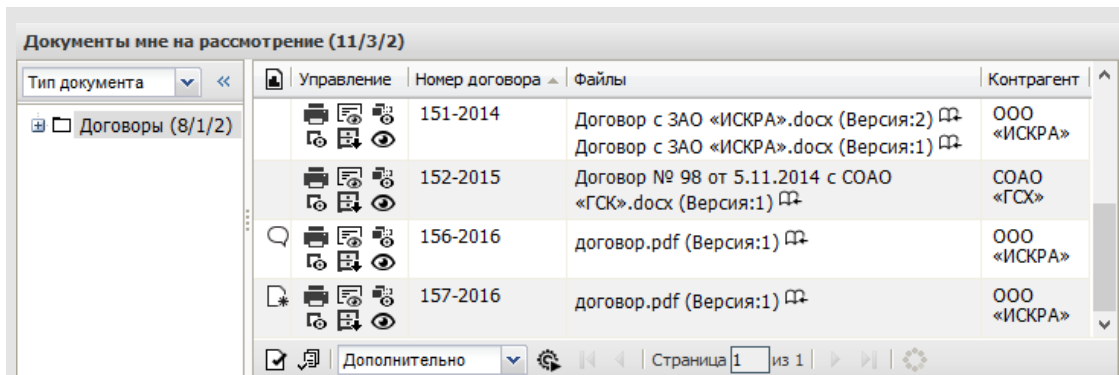 Документы мне на рассмотрение (11/3/2)
Тип документа
Управление Номер договора Файлы Контрагент
Договоры (8/1/2)
151-2014 Договор с ЗАО «ИСКРА».docx (Версия:2) ООО
Договор с ЗАО «ИСКРА».docx (Версия:1) «ИСКРА»
152-2015 Договор № 98 от 5.11.2014 с СОАО СОАО
«ГСК».docx (Версия:1) «ГСХ»
156-2016 договор.pdf (Версия:1) ООО
«ИСКРА»
157-2016 договор.pdf (Версия:1) ООО
«ИСКРА»
Дополнительно Страница 1 из 1